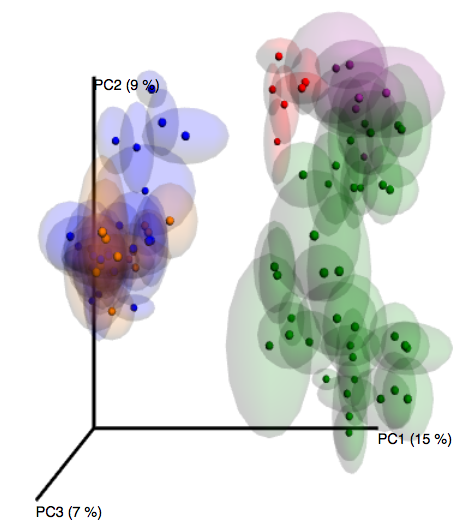 PC2 (9 %)
PC1 (15 %)
PC3 (7 %)